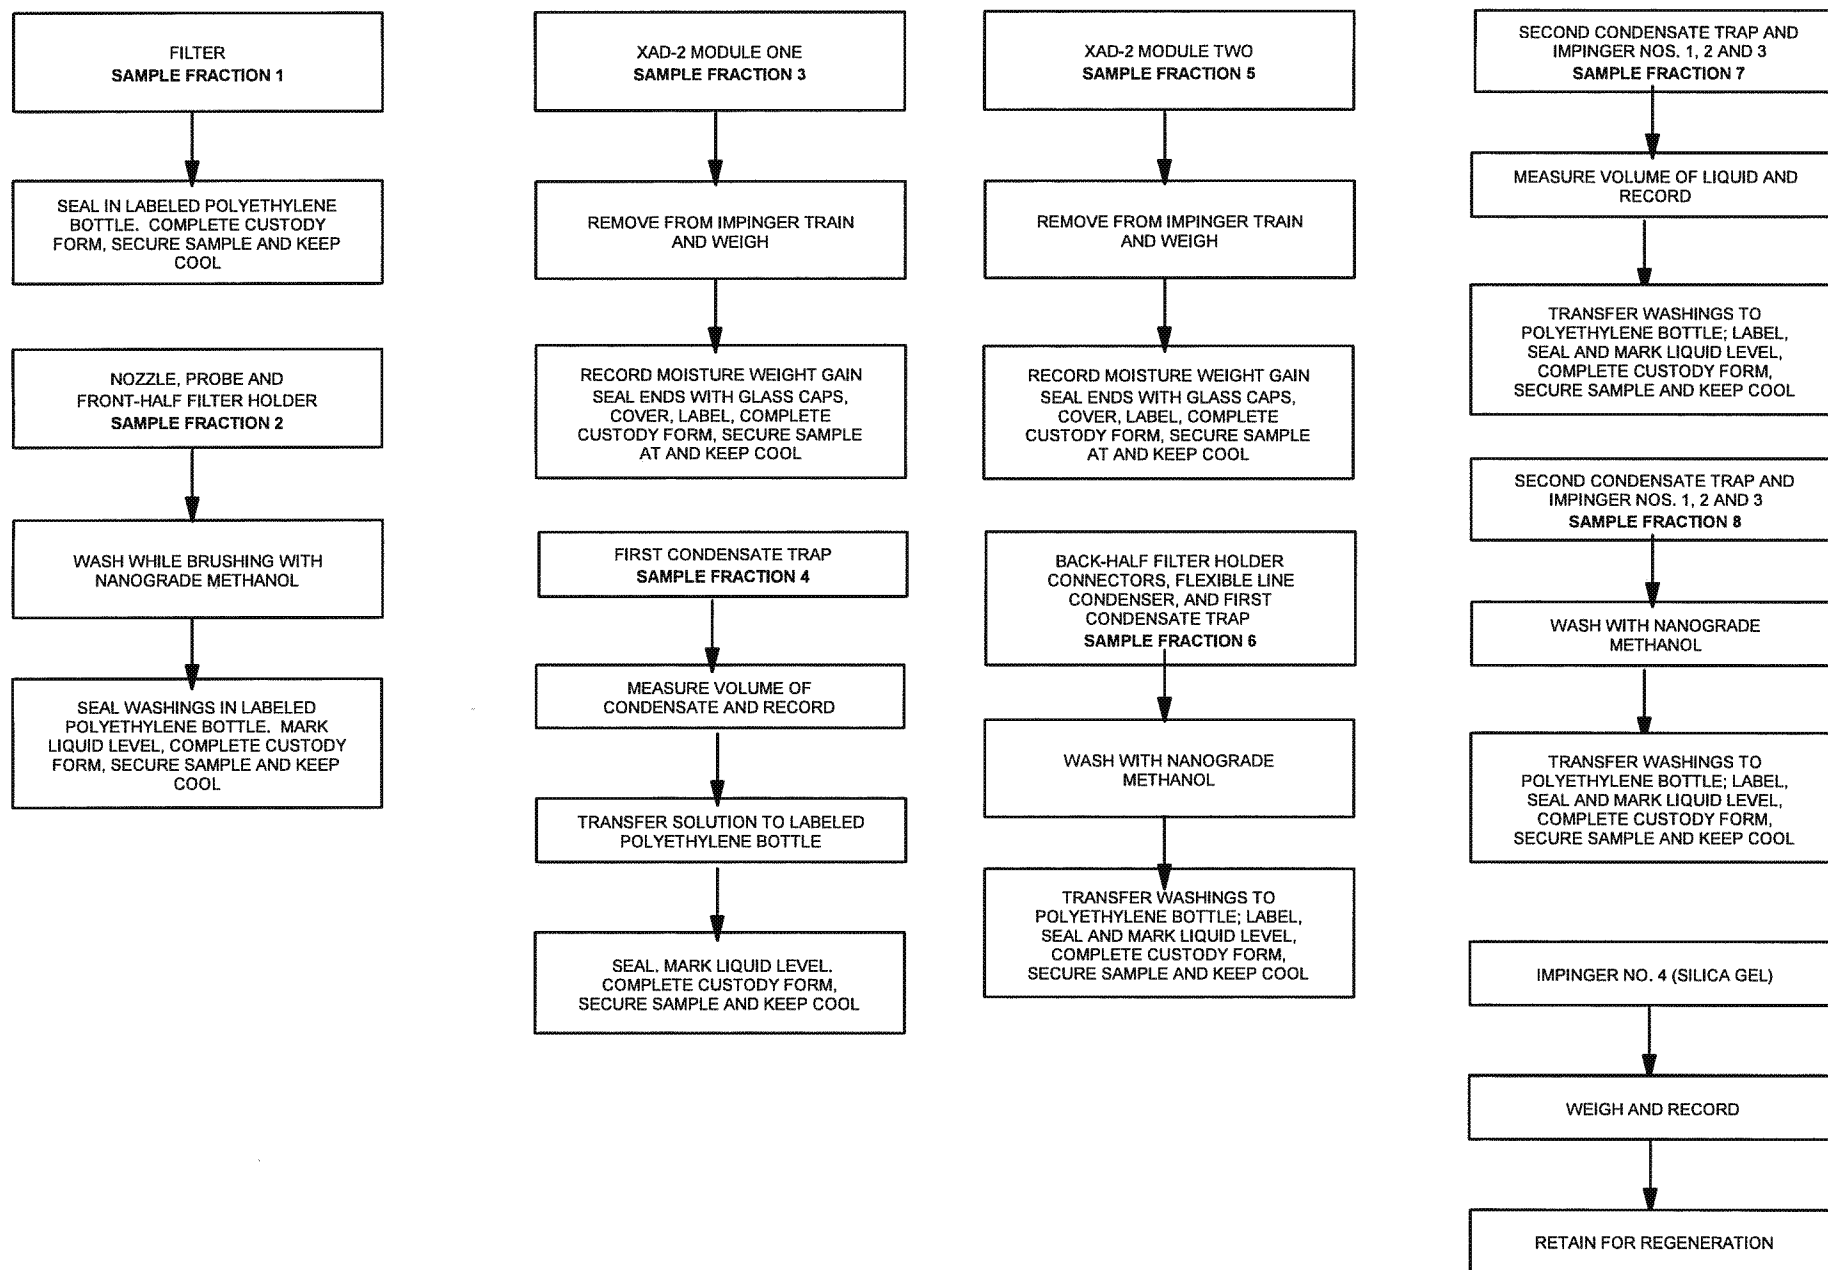 FILTER
SAMPLE FRACTION 1
SEAL IN LABELED POLYETHYLENE
BOTTLE. COMPLETE CUSTODY
FORM, SECURE SAMPLE AND KEEP
COOL
NOZZLE, PROBE AND
FRONT-HALF FILTER HOLDER
SAMPLE FRACTION 2
WASH WHILE BRUSHING WITH
NANOGRADE METHANOL
SEAL WASHINGS IN LABELED
POLYETHYLENE BOTTLE. MARK
LIQUID LEVEL, COMPLETE CUSTODY
FORM, SECURE SAMPLE AND KEEP
COOL
XAD-2 MODULE ONE
SAMPLE FRACTION 3
REMOVE FROM IMPINGER TRAIN
AND WEIGH
RECORD MOISTURE WEIGHT GAIN
SEAL ENDS WITH GLASS CAPS,
COVER, LABEL, COMPLETE
CUSTODY FORM, SECURE SAMPLE
AT AND KEEP COOL
FIRST CONDENSATE TRAP
SAMPLE FRACTION 4
MEASURE VOLUME OF
CONDENSATE AND RECORD
TRANSFER SOLUTION TO LABELED
POLYETHYLENE BOTTLE
SEAL. MARK LIQUID LEVEL.
COMPLETE CUSTODY FORM,
SECURE SAMPLE AND KEEP COOL
XAD-2 MODULE TWO
SAMPLE FRACTION 5
REMOVE FROM IMPINGER TRAIN
AND WEIGH
RECORD MOISTURE WEIGHT GAIN
SEAL ENDS WITH GLASS CAPS,
COVER, LABEL, COMPLETE
CUSTODY FORM, SECURE SAMPLE
AT AND KEEP COOL
BACK-HALF FILTER HOLDER
CONNECTORS, FLEXIBLE LINE
CONDENSER, AND FIRST
CONDENSATE TRAP
SAMPLE FRACTION 6
WASH WITH NANOGRADE
METHANOL
TRANSFER WASHINGS TO
POLYETHYLENE BOTTLE; LABEL,
SEAL AND MARK LIQUID LEVEL,
COMPLETE CUSTODY FORM,
SECURE SAMPLE AND KEEP COOL
SECOND CONDENSATE TRAP AND
IMPINGER NOS. 1, 2 AND 3
SAMPLE FRACTION 7
MEASURE VOLUME OF LIQUID AND
RECORD
TRANSFER WASHINGS TO
POLYETHYLENE BOTTLE; LABEL,
SEAL AND MARK LIQUID LEVEL,
COMPLETE CUSTODY FORM,
SECURE SAMPLE AND KEEP COOL
SECOND CONDENSATE TRAP AND
IMPINGER NOS. 1, 2 AND 3
SAMPLE FRACTION 8
WASH WITH NANOGRADE
METHANOL
TRANSFER WASHINGS TO
POLYETHYLENE BOTTLE; LABEL,
SEAL AND MARK LIQUID LEVEL,
COMPLETE CUSTODY FORM,
SECURE SAMPLE AND KEEP COOL
IMPINGER NO. 4 (SILICA GEL)
WEIGH AND RECORD
RETAIN FOR REGENERATION